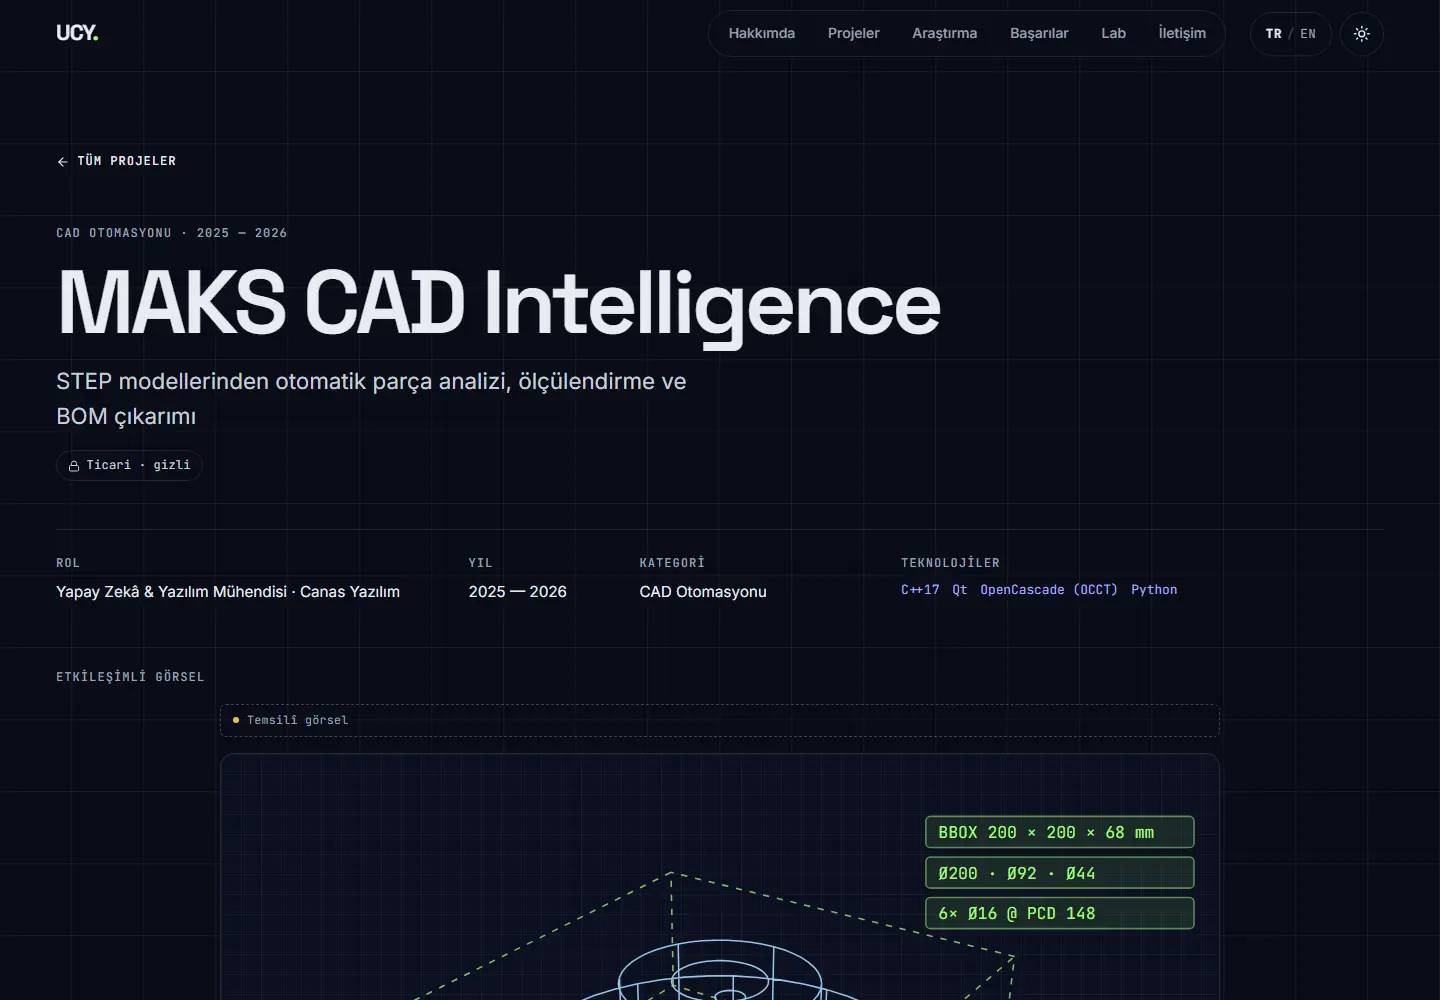 UCY.
Hakkımda Projeler Araştırma Başarılar Lab İletişim
TR / EN
← TÜM PROJELER
CAD OTOMASYONU · 2025 — 2026
MAKS CAD Intelligence
STEP modellerinden otomatik parça analizi, ölçülendirme ve
BOM çıkarımı
Ticari · gizli
ROL
Yapay Zekâ & Yazılım Mühendisi · Canas Yazılım
YIL
2025 — 2026
KATEGORİ
CAD Otomasyonu
TEKNOLOJİLER
C++17 Qt OpenCascade (OCCT) Python
ETKİLEŞİMLİ GÖRSEL
Temsilî görsel
BBOX 200 × 200 × 68 mm
Ø200 · Ø92 · Ø44
6× Ø16 @ PCD 148